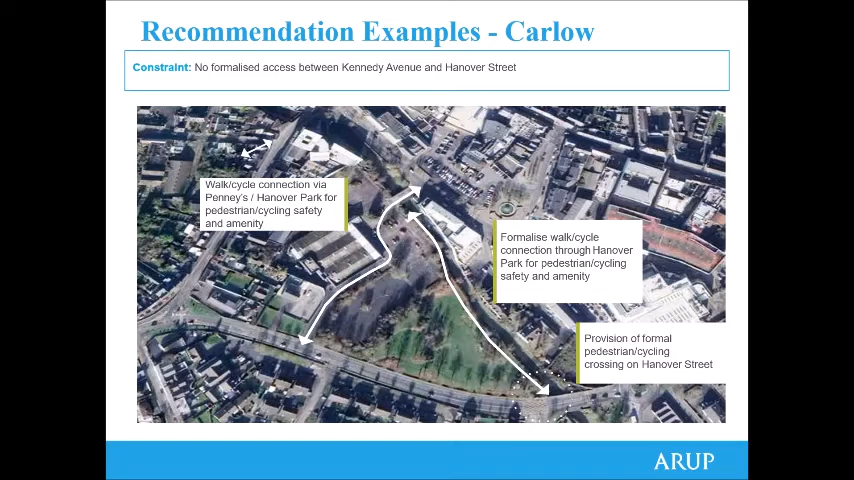 Recommendation Examples - Carlow
Constraint: No formalised access between Kennedy Avenue and Hanover Street
Walk/cycle connection via
Penney's / Hanover Park for
pedestrian/cycling safety
and amenity
Formalise walk/cycle
connection through Hanover
Park for pedestrian/cycling
safety and amenity
Provision of formal
pedestrian/cycling
crossing on Hanover Street
ARUP